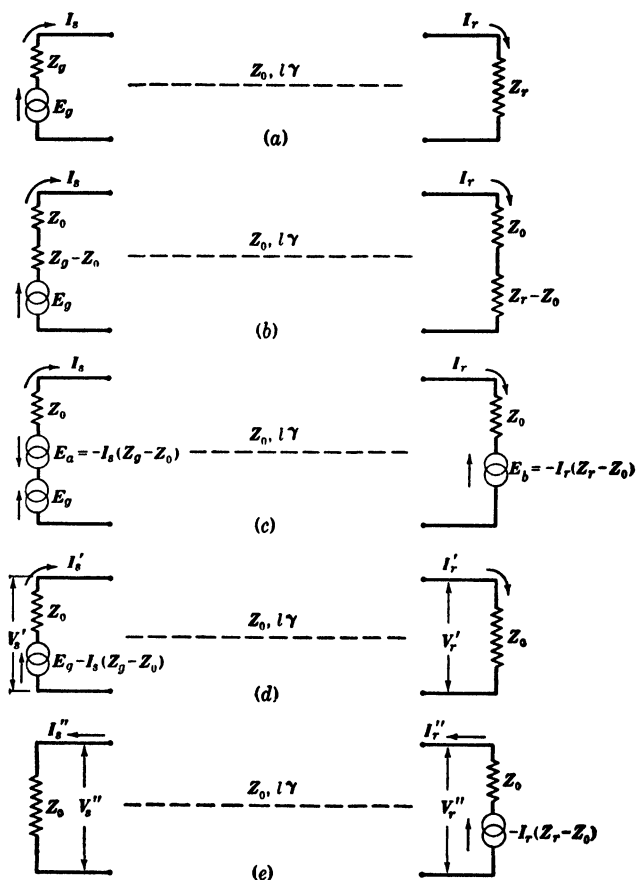 I_s I_r
Z_g Z_0, lγ Z_r
E_g
(a)
I_s I_r
Z_0 Z_0, lγ Z_0
Z_g-Z_0 Z_r-Z_0
E_g
(b)
I_s I_r
Z_0 Z_0, lγ Z_0
E_a=-I_s(Z_g-Z_0) E_b=-I_r(Z_r-Z_0)
E_g
(c)
I_s' I_r'
Z_0 Z_0, lγ
V_s' V_r' Z_0
E_g-I_s(Z_g-Z_0)
(d)
I_s'' I_r''
Z_0 V_s'' Z_0, lγ V_r'' Z_0
-I_r(Z_r-Z_0)
(e)